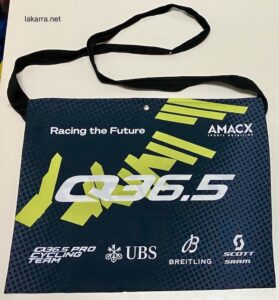 lakarra.net
Racing the Future
AMACX
sports nutrition
Q36.5
Q36.5 PRO
CYCLING
TEAM
UBS
B
BREITLING
SCOTT
SRAM